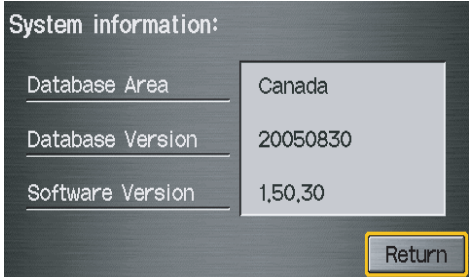 System information:
Database Area Canada
Database Version 20050830
Software Version 1,50,30
Return